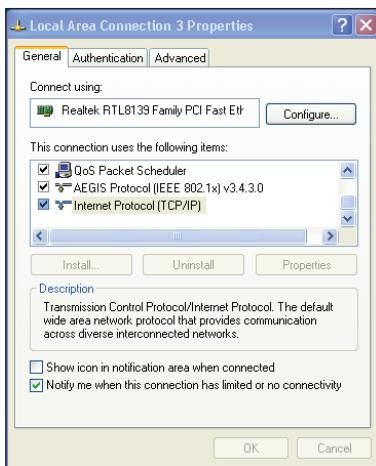 Local Area Connection 3 Properties
General Authentication Advanced
Connect using:
Realtek RTL8139 Family PCI Fast Eth
Configure...
This connection uses the following items:
QoS Packet Scheduler
AEGIS Protocol (IEEE 802.1x) v3.4.3.0
Internet Protocol (TCP/IP)
Install... Uninstall Properties
Description
Transmission Control Protocol/Internet Protocol. The default
wide area network protocol that provides communication
across diverse interconnected networks.
Show icon in notification area when connected
Notify me when this connection has limited or no connectivity
OK Cancel